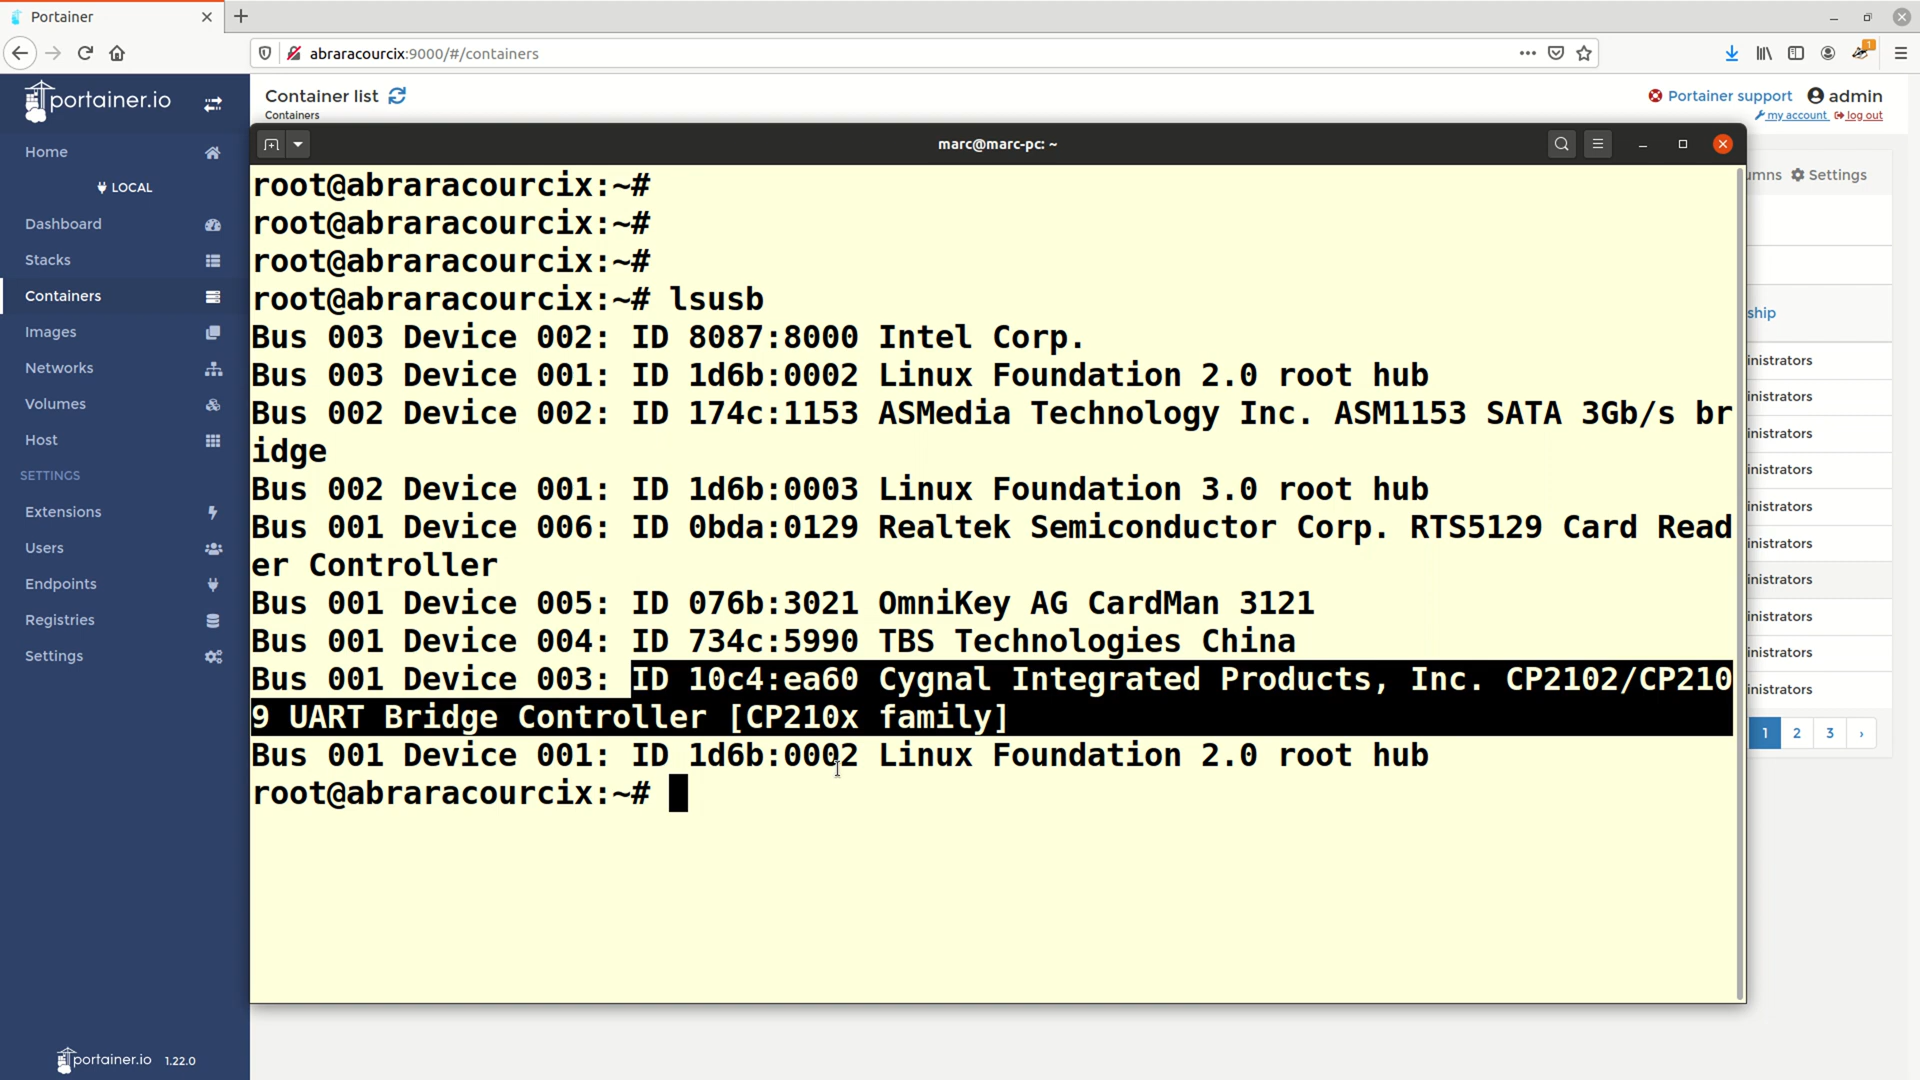 Portainer
abraracourcix:9000/#/containers
1
portainer.io
Container list
Containers
Portainer support
admin
my account
log out
Home
LOCAL
Dashboard
Stacks
Containers
Images
Networks
Volumes
Host
SETTINGS
Extensions
Users
Endpoints
Registries
Settings
portainer.io 1.22.0
marc@marc-pc: ~
root@abraracourcix:~#
root@abraracourcix:~#
root@abraracourcix:~#
root@abraracourcix:~# lsusb
Bus 003 Device 002: ID 8087:8000 Intel Corp.
Bus 003 Device 001: ID 1d6b:0002 Linux Foundation 2.0 root hub
Bus 002 Device 002: ID 174c:1153 ASMedia Technology Inc. ASM1153 SATA 3Gb/s br
idge
Bus 002 Device 001: ID 1d6b:0003 Linux Foundation 3.0 root hub
Bus 001 Device 006: ID 0bda:0129 Realtek Semiconductor Corp. RTS5129 Card Read
er Controller
Bus 001 Device 005: ID 076b:3021 OmniKey AG CardMan 3121
Bus 001 Device 004: ID 734c:5990 TBS Technologies China
Bus 001 Device 003: ID 10c4:ea60 Cygnal Integrated Products, Inc. CP2102/CP210
9 UART Bridge Controller [CP210x family]
Bus 001 Device 001: ID 1d6b:0002 Linux Foundation 2.0 root hub
root@abraracourcix:~#
umns Settings
ship
inistrators
inistrators
inistrators
inistrators
inistrators
inistrators
inistrators
inistrators
inistrators
inistrators
1 2 3 ›